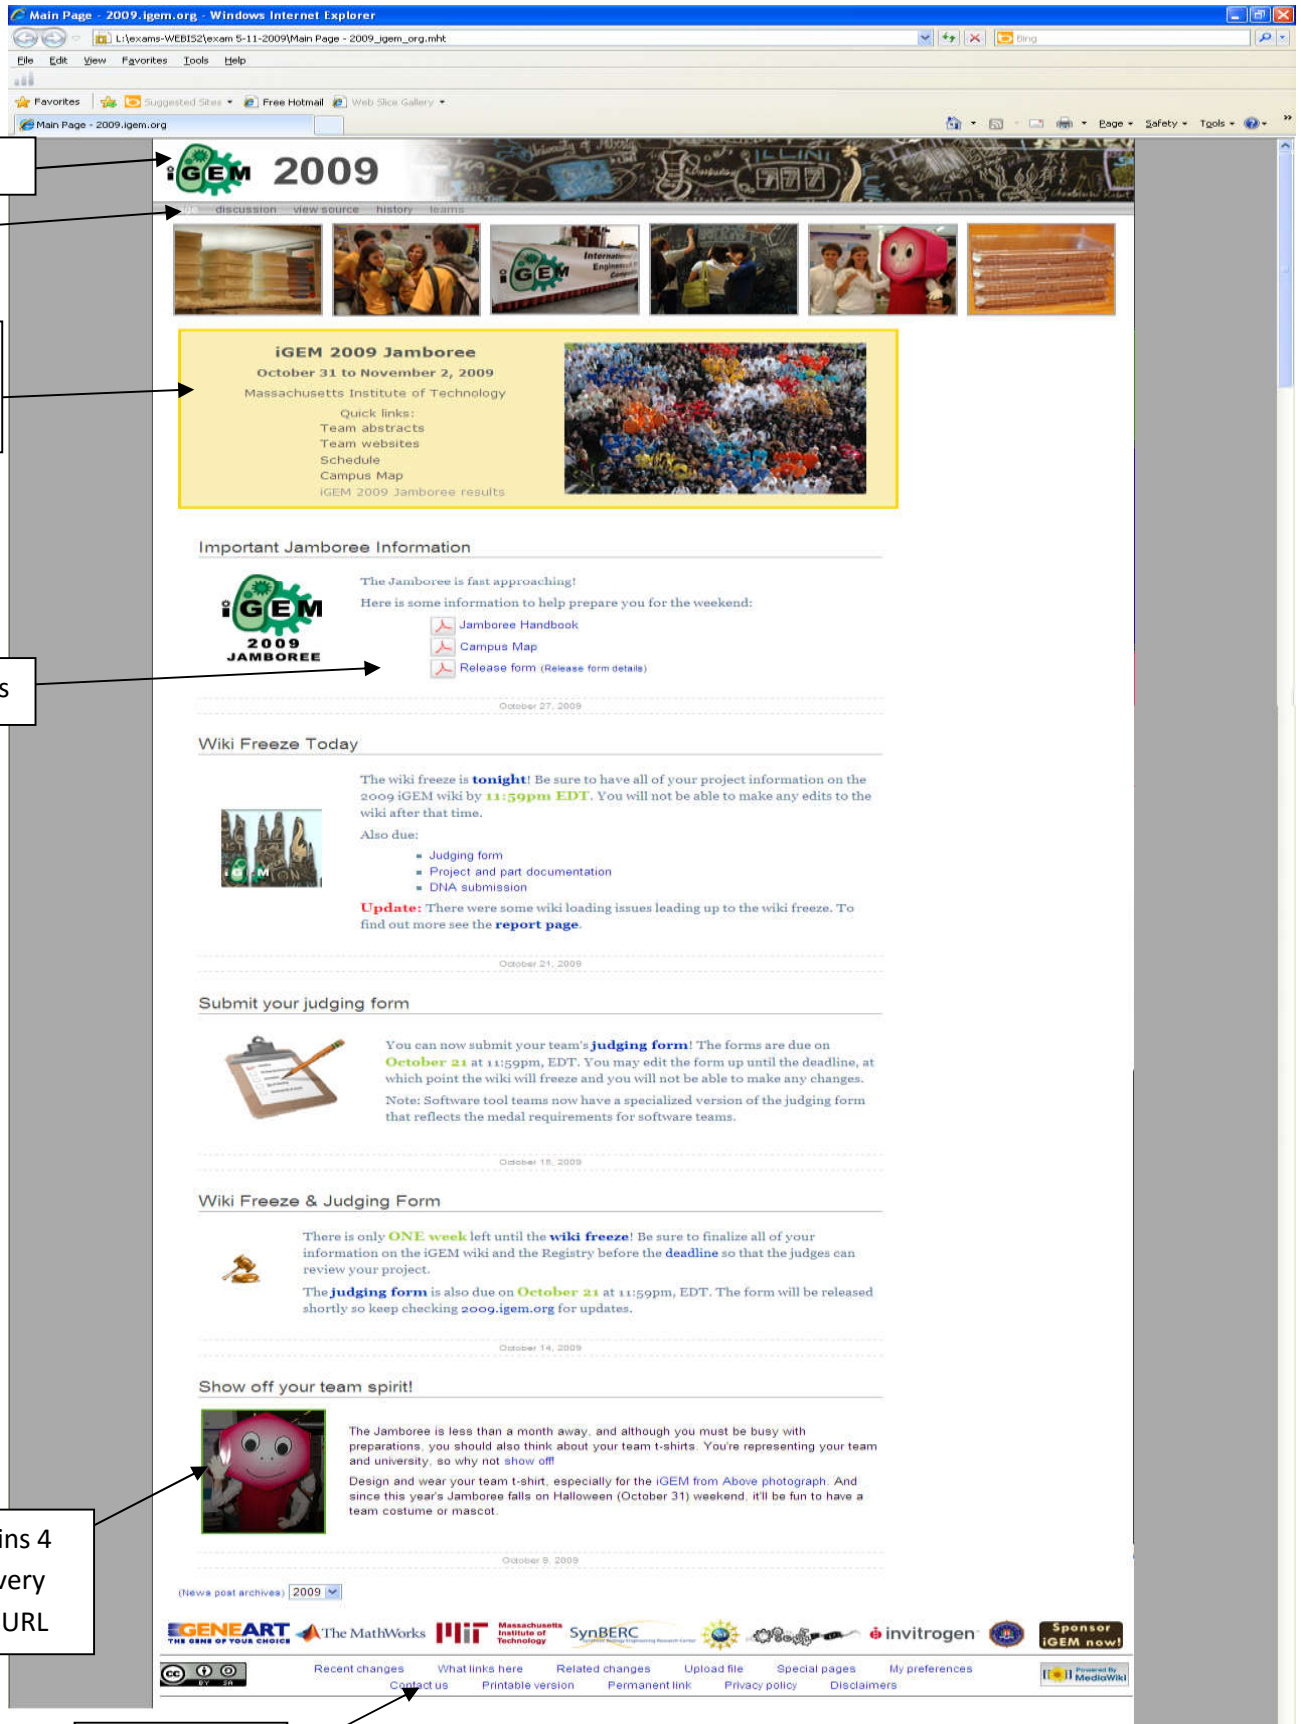 Main Page - 2009.igem.org - Windows Internet Explorer
L:\exams-WEBIS2\exam 5-11-2009\Main Page - 2009_igem_org.mht
Bing
File Edit View Favorites Tools Help
Favorites Suggested Sites Free Hotmail Web Slice Gallery
Main Page - 2009.igem.org
Page Safety Tools
iGEM 2009
ILLINI
777
discussion view source history teams
iGEM International
iGEM 2009 Jamboree
October 31 to November 2, 2009
Massachusetts Institute of Technology
Quick links:
Team abstracts
Team websites
Schedule
Campus Map
iGEM 2009 Jamboree results
Important Jamboree Information
iGEM
2009
JAMBOREE
The Jamboree is fast approaching!
Here is some information to help prepare you for the weekend:
Jamboree Handbook
Campus Map
Release form (Release form details)
s
October 27, 2009
Wiki Freeze Today
The wiki freeze is tonight! Be sure to have all of your project information on the
2009 iGEM wiki by 11:59pm EDT. You will not be able to make any edits to the
wiki after that time.
Also due:
Judging form
Project and part documentation
DNA submission
iGEM
Update: There were some wiki loading issues leading up to the wiki freeze. To
find out more see the report page.
October 21, 2009
Submit your judging form
You can now submit your team's judging form! The forms are due on
October 21 at 11:59pm, EDT. You may edit the form up until the deadline, at
which point the wiki will freeze and you will not be able to make any changes.
Note: Software tool teams now have a specialized version of the judging form
that reflects the medal requirements for software teams.
Wiki Freeze & Judging Form
There is only ONE week left until the wiki freeze! Be sure to finalize all of your
information on the iGEM wiki and the Registry before the deadline so that the judges can
review your project.
The judging form is also due on October 21 at 11:59pm, EDT. The form will be released
shortly so keep checking 2009.igem.org for updates.
October 14, 2009
Show off your team spirit!
The Jamboree is less than a month away, and although you must be busy with
preparations, you should also think about your team t-shirts. You're representing your team
and university, so why not show off!
Design and wear your team t-shirt, especially for the iGEM from Above photograph. And
since this year's Jamboree falls on Halloween (October 31) weekend, it'll be fun to have a
team costume or mascot.
ins 4
very
URL
October 9, 2009
(News post archives) 2009
GENEART
THE GENE OF YOUR CHOICE
The MathWorks
Massachusetts
Institute of
Technology
SynBERC
invitrogen
Sponsor
iGEM now!
cc BY SA
Recent changes What links here Related changes Upload file Special pages My preferences
Contact us Printable version Permanent link Privacy policy Disclaimers
Powered By
MediaWiki